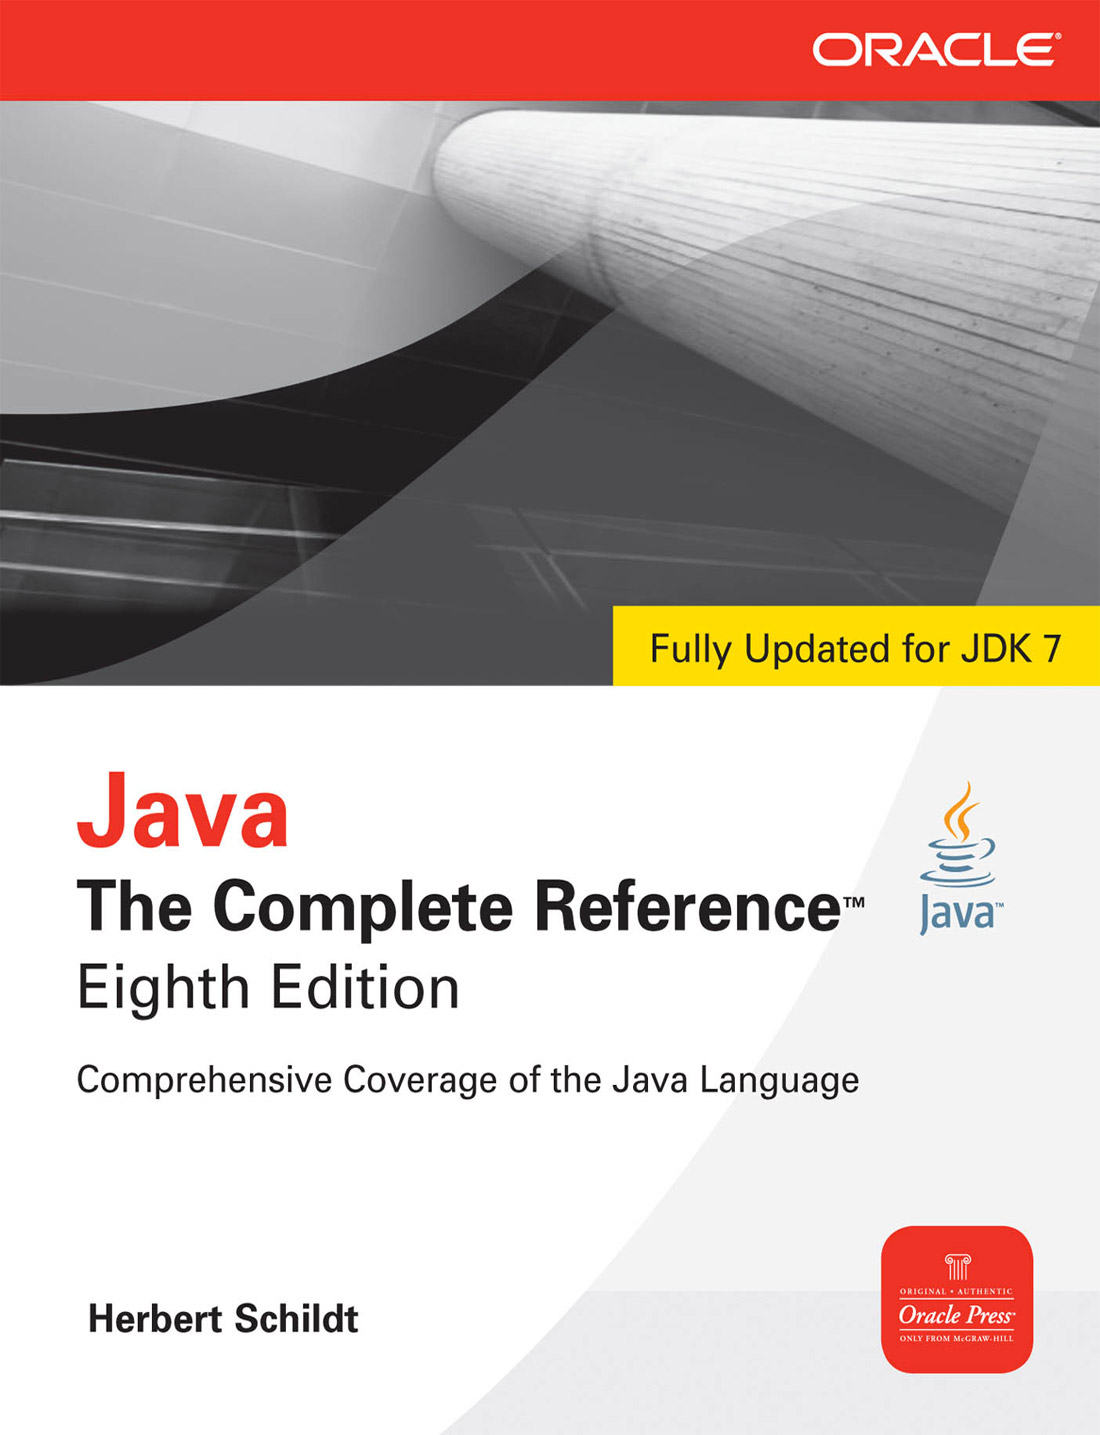 ORACLE®
Fully Updated for JDK 7
Java
The Complete Reference™
Eighth Edition
Java™
Comprehensive Coverage of the Java Language
Herbert Schildt
ORIGINAL • AUTHENTIC
Oracle Press™
ONLY FROM McGRAW-HILL